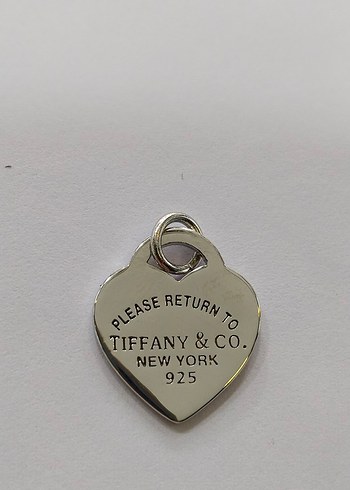 PLEASE RETURN TO
TIFFANY & CO.
NEW YORK
925